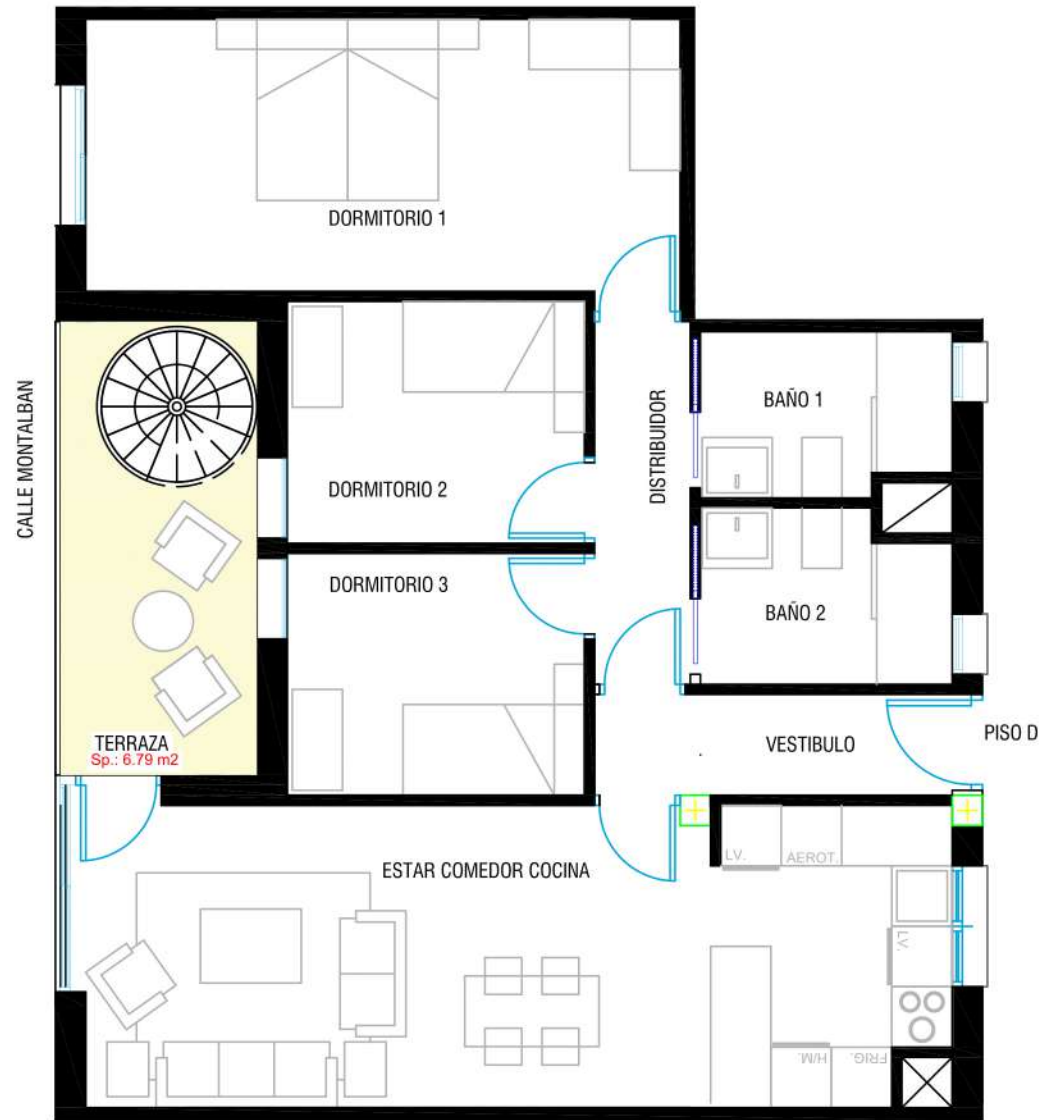 DORMITORIO 1
CALLE MONTALBAN
BAÑO 1
DISTRIBUIDOR
DORMITORIO 2
DORMITORIO 3
BAÑO 2
TERRAZA
Sp.: 6.79 m2
VESTIBULO
PISO D
ESTAR COMEDOR COCINA
LV.
AEROT.
LV.
H/M.
FRIG.